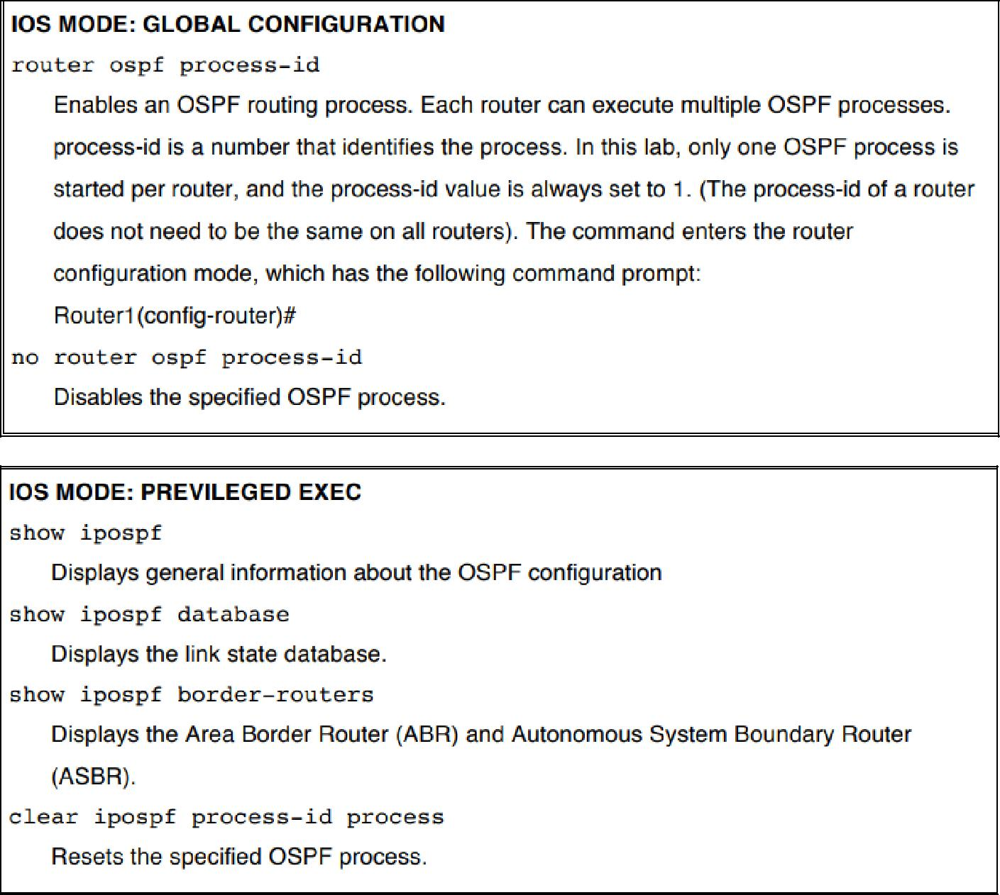 IOS MODE: GLOBAL CONFIGURATION
router ospf process-id
Enables an OSPF routing process. Each router can execute multiple OSPF processes.
process-id is a number that identifies the process. In this lab, only one OSPF process is
started per router, and the process-id value is always set to 1. (The process-id of a router
does not need to be the same on all routers). The command enters the router
configuration mode, which has the following command prompt:
Router1(config-router)#
no router ospf process-id
Disables the specified OSPF process.
IOS MODE: PREVILEGED EXEC
show ipospf
Displays general information about the OSPF configuration
show ipospf database
Displays the link state database.
show ipospf border-routers
Displays the Area Border Router (ABR) and Autonomous System Boundary Router
(ASBR).
clear ipospf process-id process
Resets the specified OSPF process.